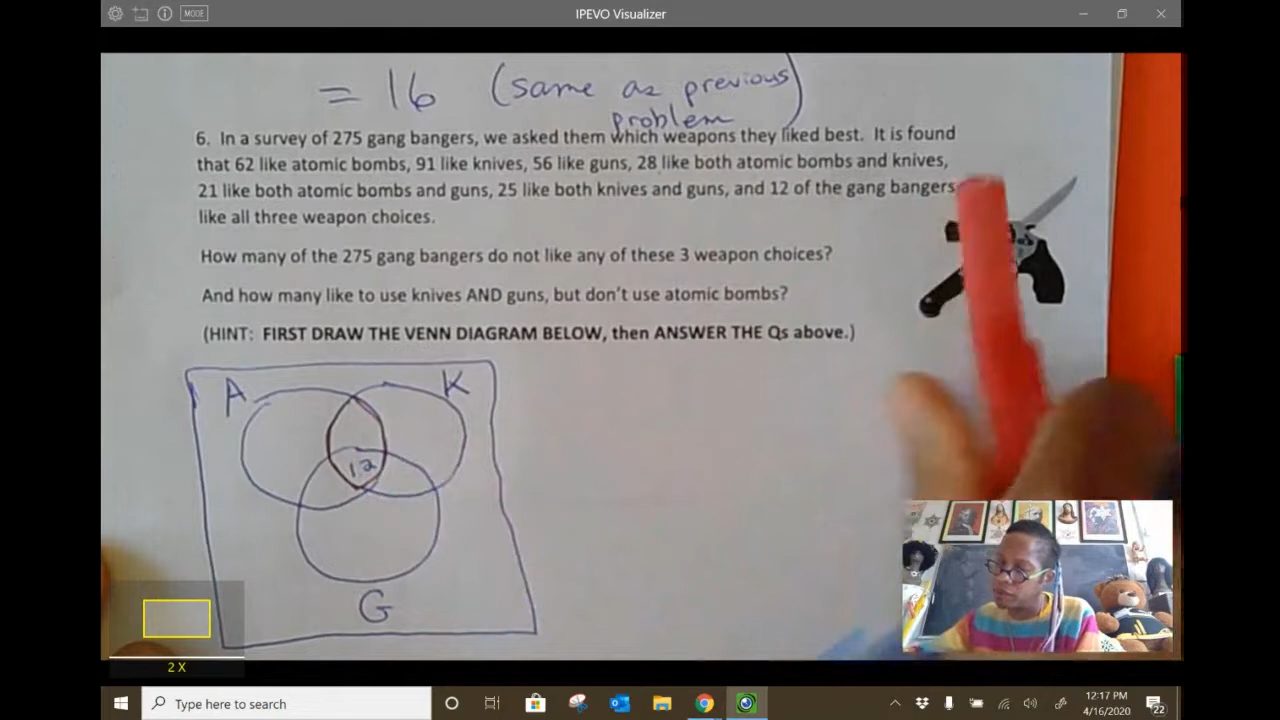 IPEVO Visualizer
MODE
= 16 (same as previous
problem)
6. In a survey of 275 gang bangers, we asked them which weapons they liked best. It is found
that 62 like atomic bombs, 91 like knives, 56 like guns, 28 like both atomic bombs and knives,
21 like both atomic bombs and guns, 25 like both knives and guns, and 12 of the gang bangers
like all three weapon choices.
How many of the 275 gang bangers do not like any of these 3 weapon choices?
And how many like to use knives AND guns, but don't use atomic bombs?
(HINT: FIRST DRAW THE VENN DIAGRAM BELOW, then ANSWER THE Qs above.)
A K
12
G
2 X
Type here to search
12:17 PM
4/16/2020
22